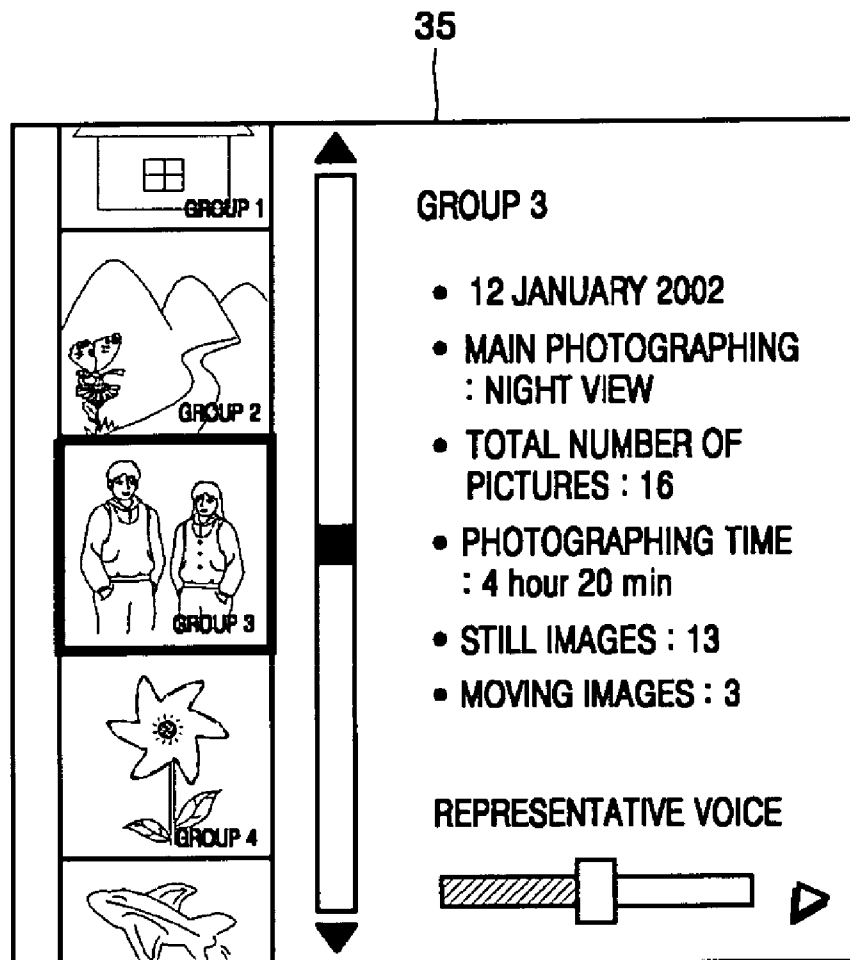 35
GROUP 1
GROUP 2
GROUP 3
GROUP 4
GROUP 3
• 12 JANUARY 2002
• MAIN PHOTOGRAPHING
: NIGHT VIEW
• TOTAL NUMBER OF
PICTURES : 16
• PHOTOGRAPHING TIME
: 4 hour 20 min
• STILL IMAGES : 13
• MOVING IMAGES : 3
REPRESENTATIVE VOICE